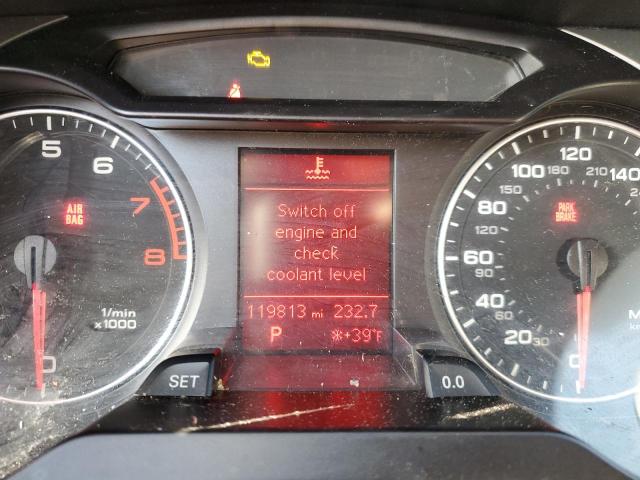 5
6
7
8
AIR
BAG
1/min
x1000
0
SET
Switch off
engine and
check
coolant level
119813 mi 232.7
P
+39°F
0.0
120
100
140
180
210
150
80
120
60
90
40
60
20
30
0
PARK
BRAKE